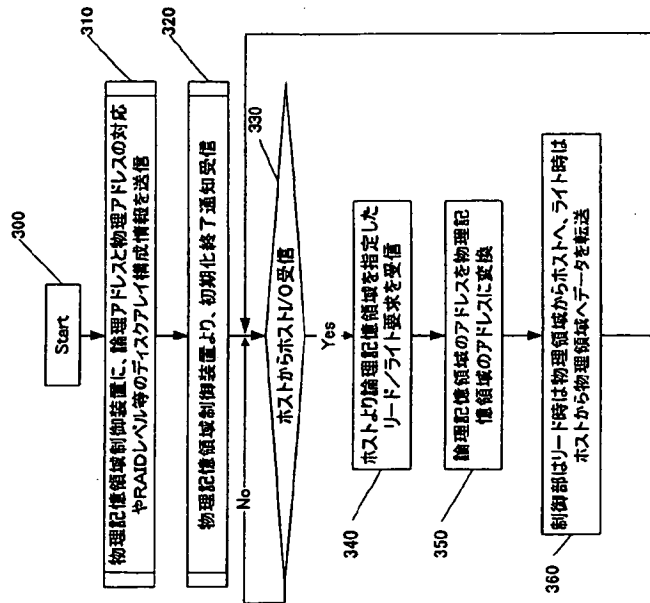 Start
300
物理記憶領域制御装置に、論理アドレスと物理アドレスの対応
やRAIDレベル等のディスクアレイ構成情報を送信
310
物理記憶領域制御装置より、初期化終了通知受信
320
ホストからホストI/O受信
330
No
Yes
ホストより論理記憶領域を指定した
リード/ライト要求を受信
340
論理記憶領域のアドレスを物理記
憶領域のアドレスに変換
350
制御部はリード時は物理領域からホストへ、ライト時は
ホストから物理領域へデータを転送
360